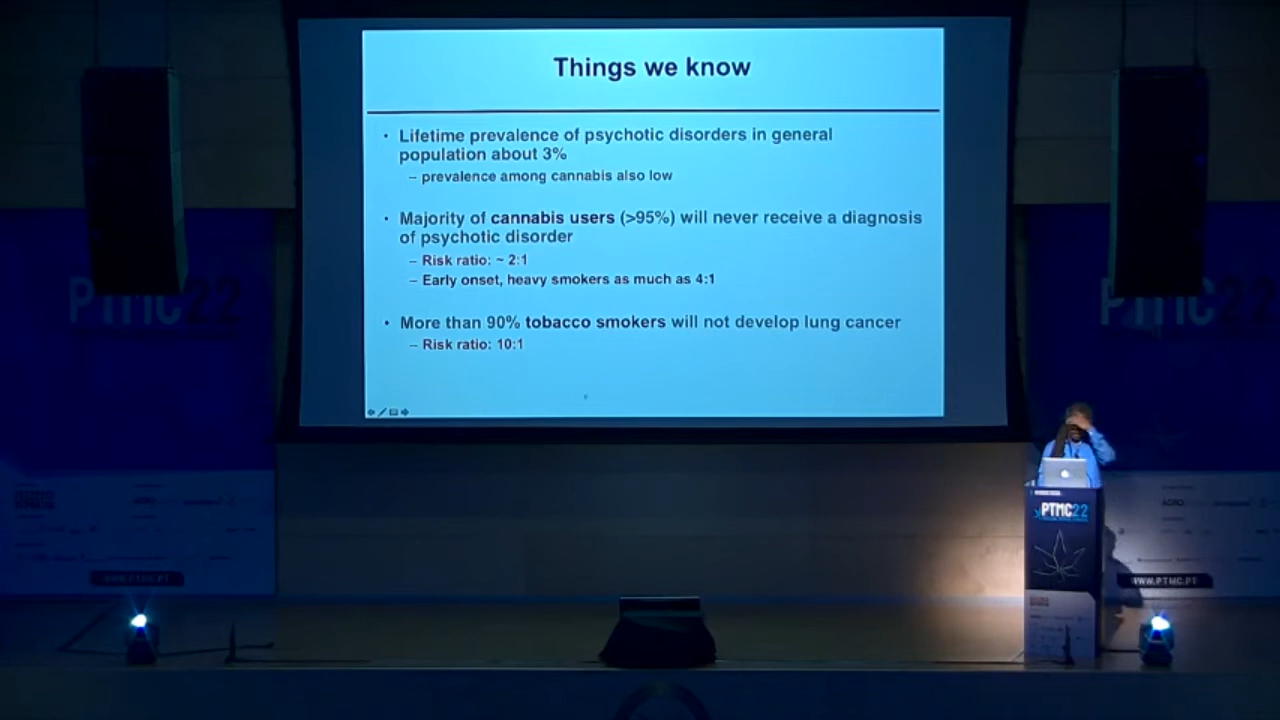 Things we know
• Lifetime prevalence of psychotic disorders in general
population about 3%
– prevalence among cannabis also low
• Majority of cannabis users (>95%) will never receive a diagnosis
of psychotic disorder
– Risk ratio: ~ 2:1
– Early onset, heavy smokers as much as 4:1
• More than 90% tobacco smokers will not develop lung cancer
– Risk ratio: 10:1
PTMC22
PTMC22
PTMC22
WWW.PTMC.PT
WWW.PTMC.PT